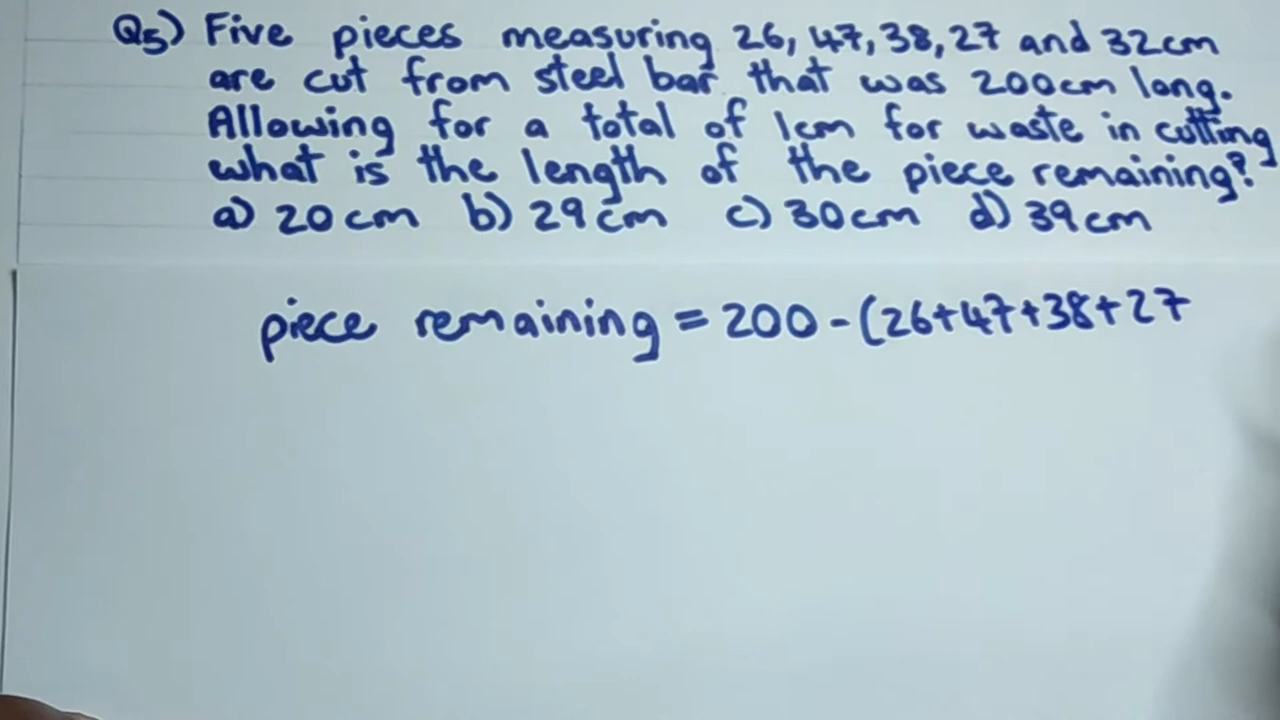 Q5) Five pieces measuring 26, 47, 38, 27 and 32cm
are cut from steel bar that was 200cm long.
Allowing for a total of 1cm for waste in cutting
what is the length of the piece remaining?
a) 20cm b) 29cm c) 30cm d) 39cm
piece remaining = 200 - (26+47+38+27